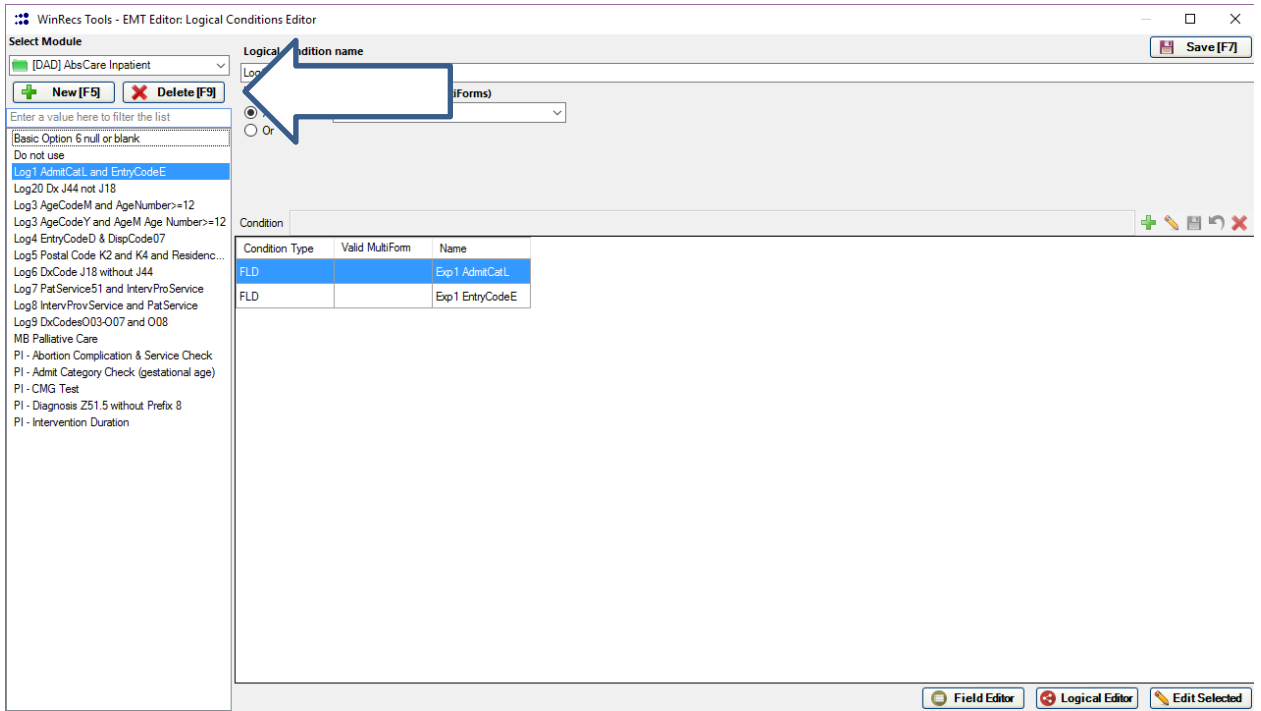 WinRecs Tools - EMT Editor: Logical Conditions Editor
Select Module
[DAD] AbsCare Inpatient
New [F5]
Delete [F9]
Enter a value here to filter the list
Basic Option 6 null or blank
Do not use
Log1 AdmitCatL and EntryCodeE
Log20 Dx J44 not J18
Log3 AgeCodeM and AgeNumber>=12
Log3 AgeCodeY and AgeM Age Number>=12
Log4 EntryCodeD & DispCode07
Log5 Postal Code K2 and K4 and Residenc...
Log6 DxCode J18 without J44
Log7 PatService51 and IntervProService
Log8 IntervProvService and PatService
Log9 DxCodesO03-O07 and O08
MB Palliative Care
PI - Abortion Complication & Service Check
PI - Admit Category Check (gestational age)
PI - CMG Test
PI - Diagnosis Z51.5 without Prefix 8
PI - Intervention Duration
Logical name
Save [F7]
Or
Condition
Condition Type Valid MultiForm Name
FLD Exp1 AdmitCatL
FLD Exp1 EntryCodeE
Field Editor
Logical Editor
Edit Selected